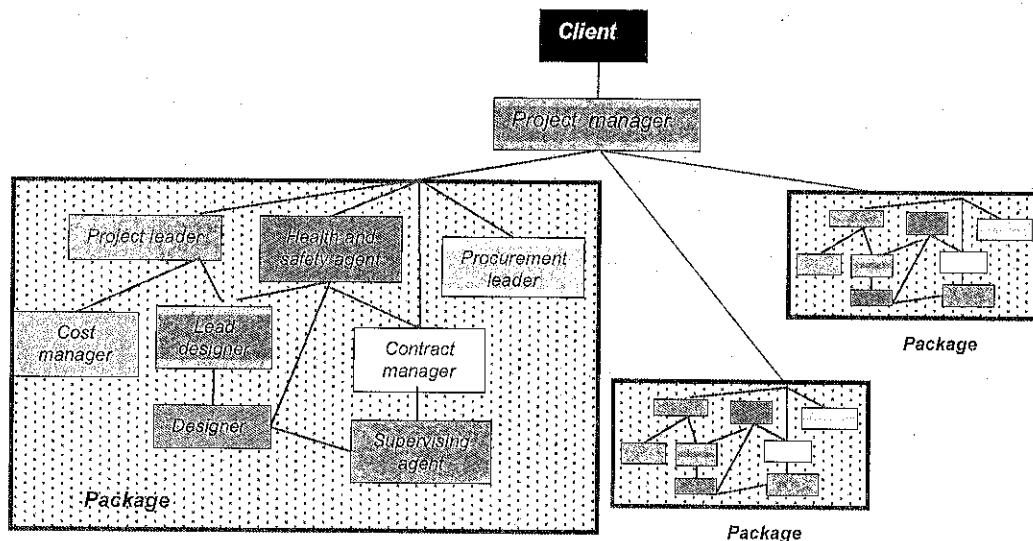 Client
Project manager
Project leader
Health and
safety agent
Procurement
leader
Cost
manager
Lead
designer
Contract
manager
Designer
Supervising
agent
Package
Package
Package